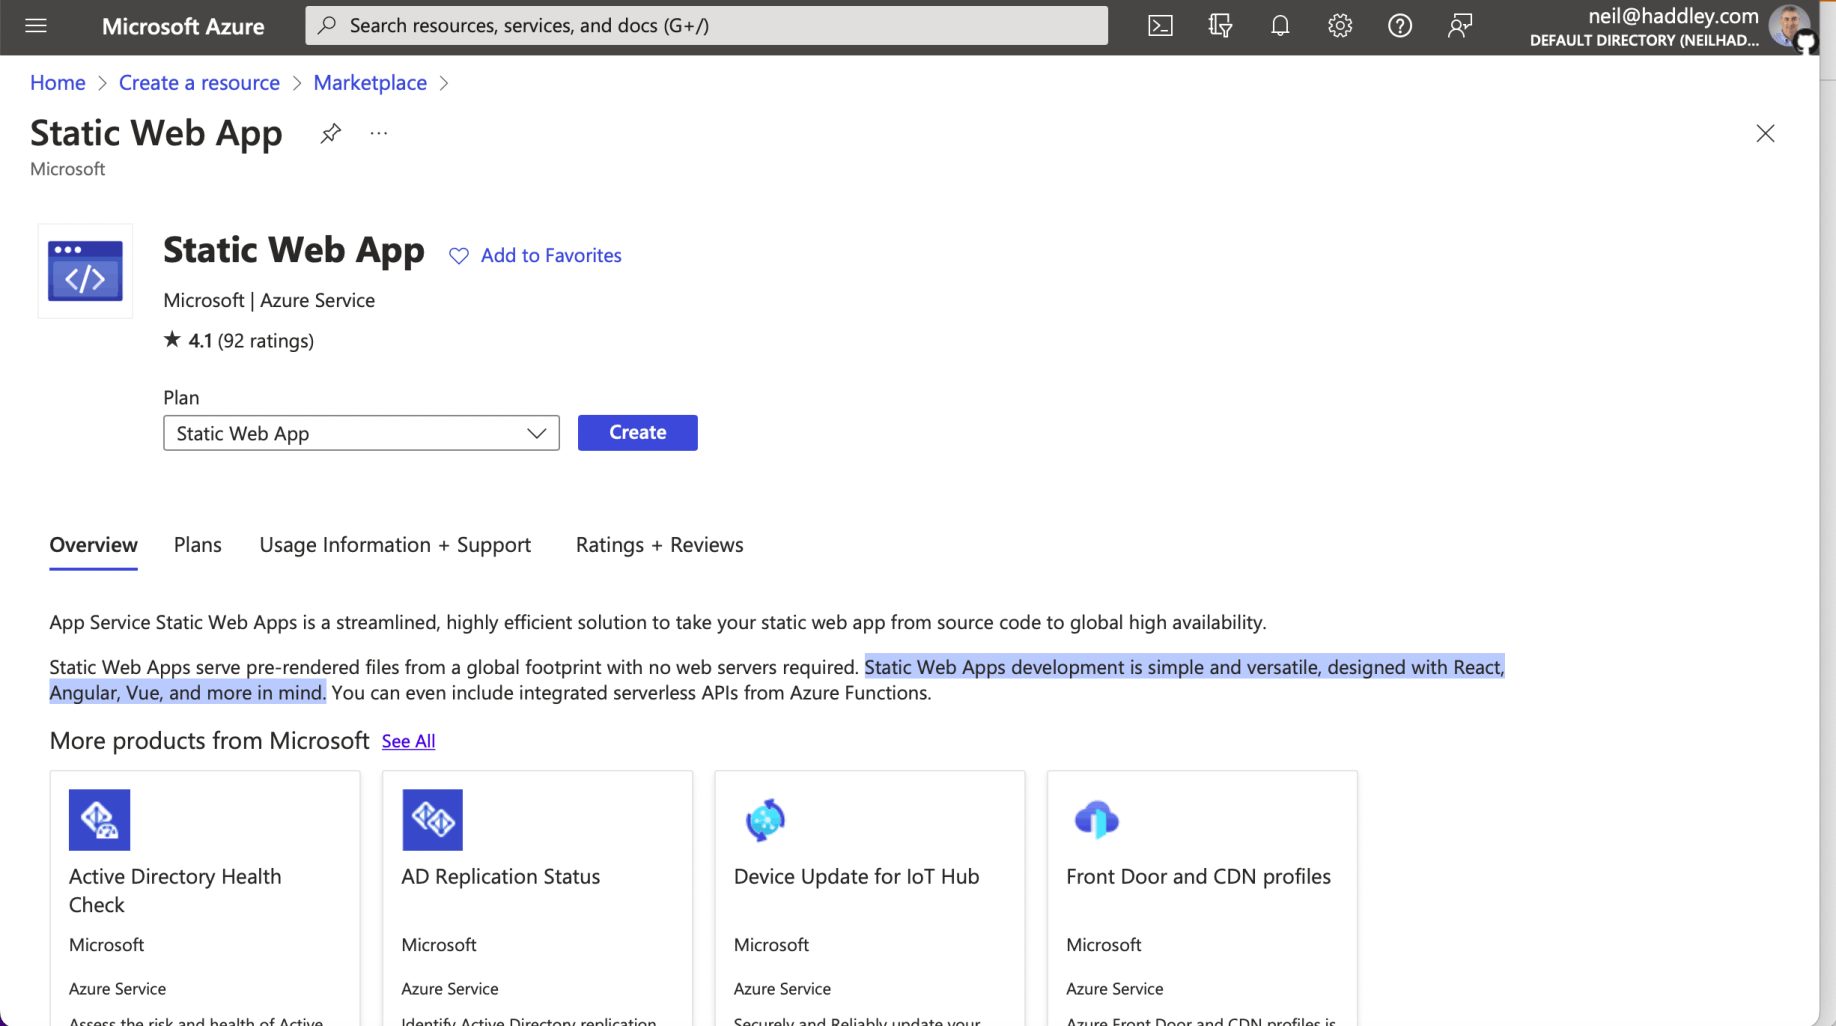 Microsoft Azure
Search resources, services, and docs (G+/)
neil@haddley.com
DEFAULT DIRECTORY (NEILHAD...
Home > Create a resource > Marketplace >
Static Web App
...
Microsoft
Static Web App
Add to Favorites
Microsoft | Azure Service
★ 4.1 (92 ratings)
Plan
Static Web App
Create
Overview
Plans
Usage Information + Support
Ratings + Reviews
App Service Static Web Apps is a streamlined, highly efficient solution to take your static web app from source code to global high availability.
Static Web Apps serve pre-rendered files from a global footprint with no web servers required. Static Web Apps development is simple and versatile, designed with React,
Angular, Vue, and more in mind. You can even include integrated serverless APIs from Azure Functions.
More products from Microsoft See All
Active Directory Health
Check
Microsoft
Azure Service
Assess the risk and health of Active
AD Replication Status
Microsoft
Azure Service
Identify Active Directory replication
Device Update for IoT Hub
Microsoft
Azure Service
Securely and Reliably update your
Front Door and CDN profiles
Microsoft
Azure Service
Azure Front Door and CDN profiles is